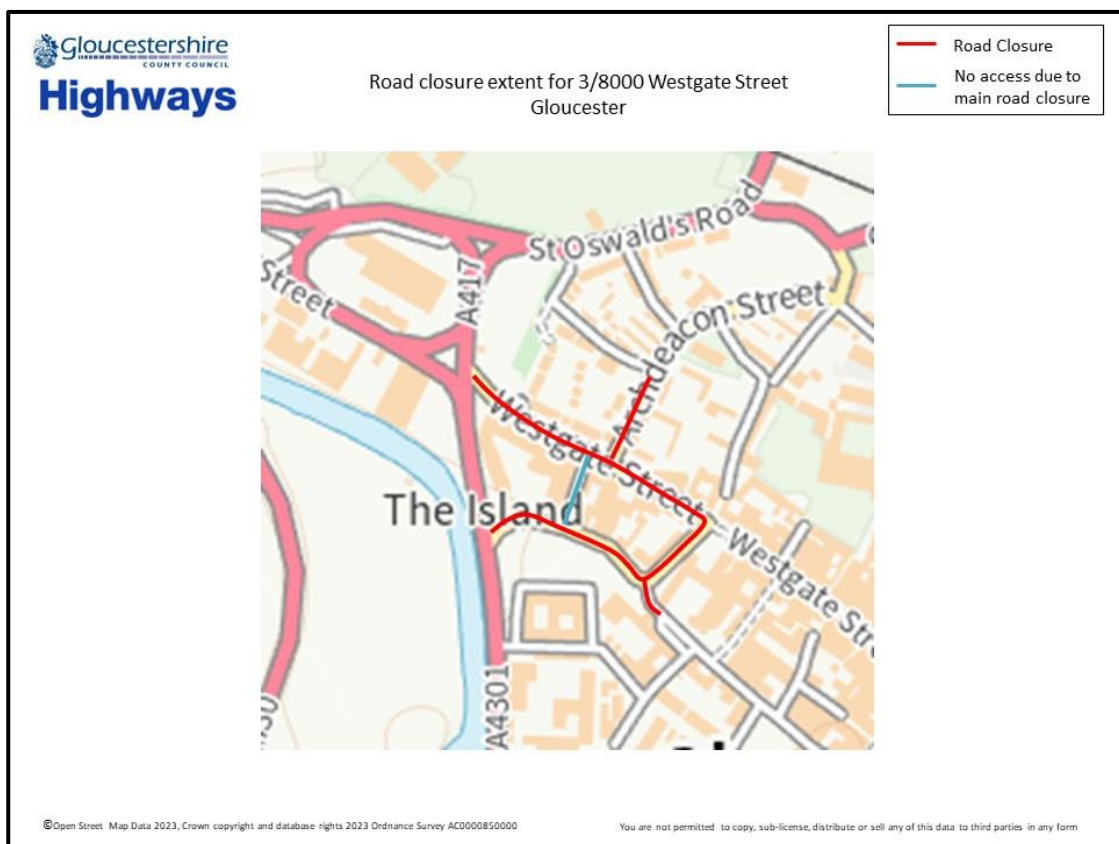 Gloucestershire
COUNTY COUNCIL
Highways
Road closure extent for 3/8000 Westgate Street
Gloucester
Road Closure
No access due to
main road closure
St Oswald's Road
A417
Street
Archdeacon Street
Westgate Street
The Island
Westgate Stre
A4301
©Open Street Map Data 2023, Crown copyright and database rights 2023 Ordnance Survey AC0000850000
You are not permitted to copy, sub-license, distribute or sell any of this data to third parties in any form